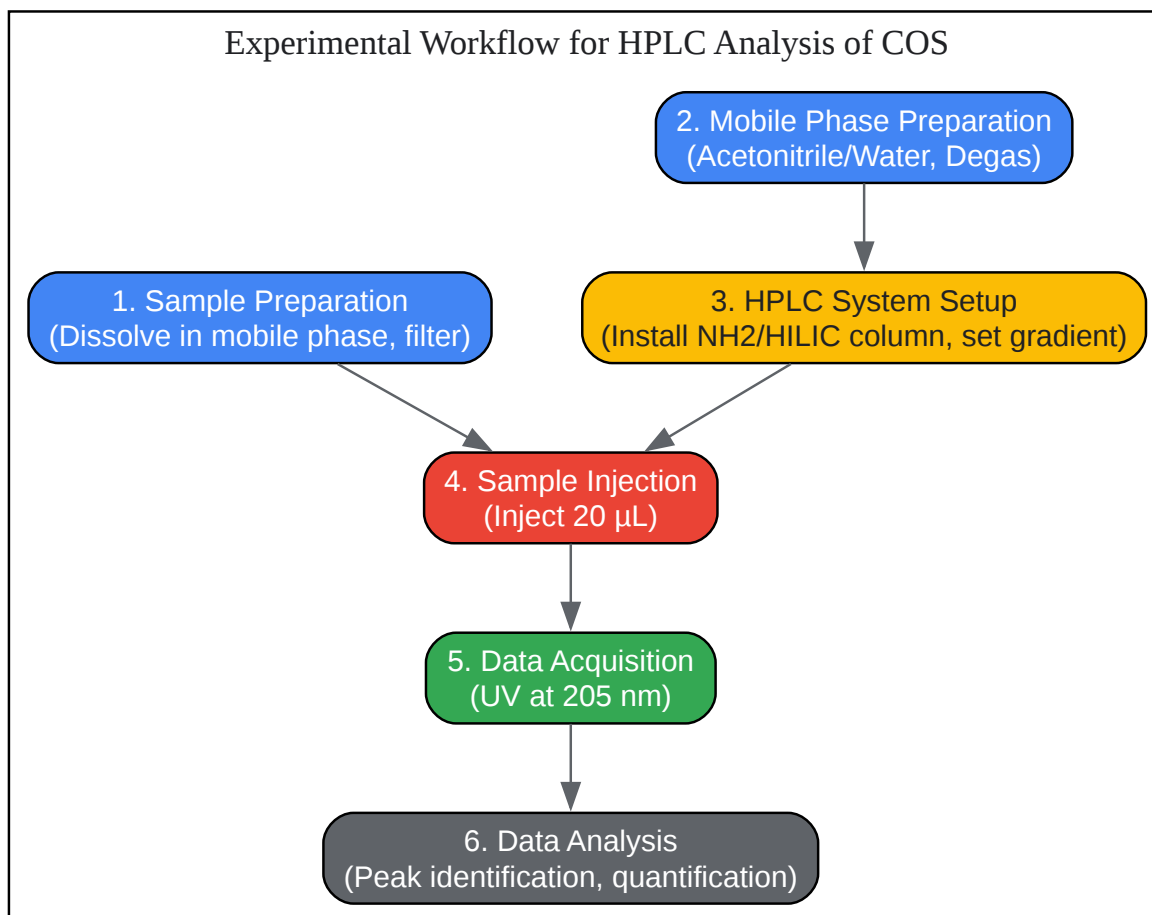 Experimental Workflow for HPLC Analysis of COS
2. Mobile Phase Preparation
(Acetonitrile/Water, Degas)
1. Sample Preparation
(Dissolve in mobile phase, filter)
3. HPLC System Setup
(Install NH2/HILIC column, set gradient)
4. Sample Injection
(Inject 20 µL)
5. Data Acquisition
(UV at 205 nm)
6. Data Analysis
(Peak identification, quantification)